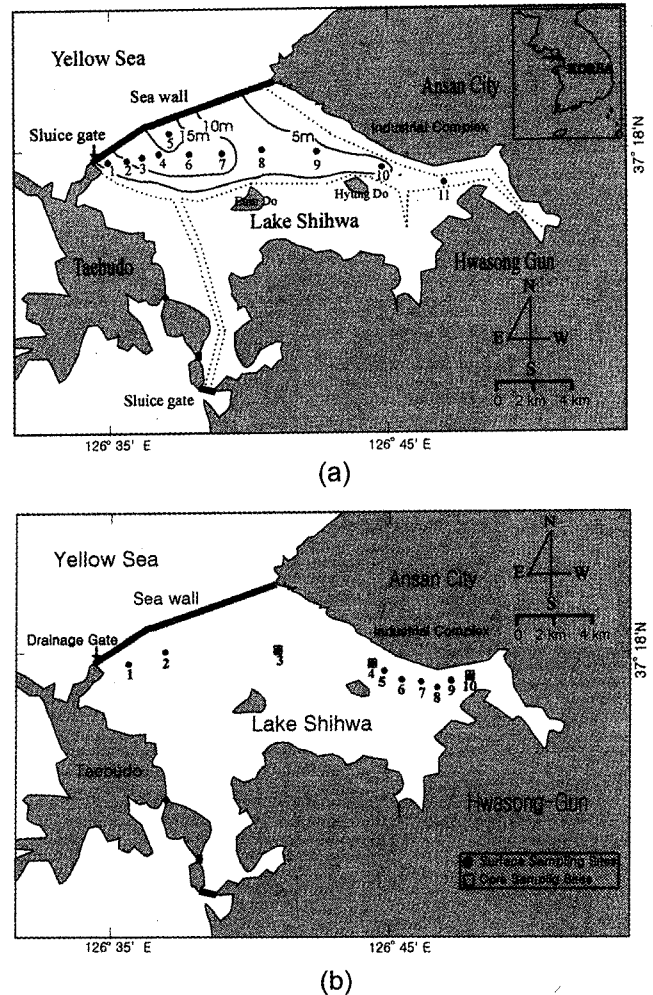 Yellow Sea
KOREA
Ansan City
Sea wall
10m
Industrial Complex
Sluice gate
5 15m
5m
37° 18'N
1 2 3 4 6 7 8 9 10 11
Hyung Do
Lake Shihwa
Taebudo
Hwasong Gun
N
E W
S
Sluice gate
0 2 km 4 km
126° 35' E 126° 45' E
(a)
Yellow Sea
N
Ansan City
E W
Sea wall
S
Industrial Complex
0 2 km 4 km
Drainage Gate
37° 18'N
1 2 3 4 5 6 7 8 9 10
Lake Shihwa
Taebudo
Hwasong-Gun
Surface Sampling Sites
Core Samplig Sites
126° 35' E 126° 45' E
(b)